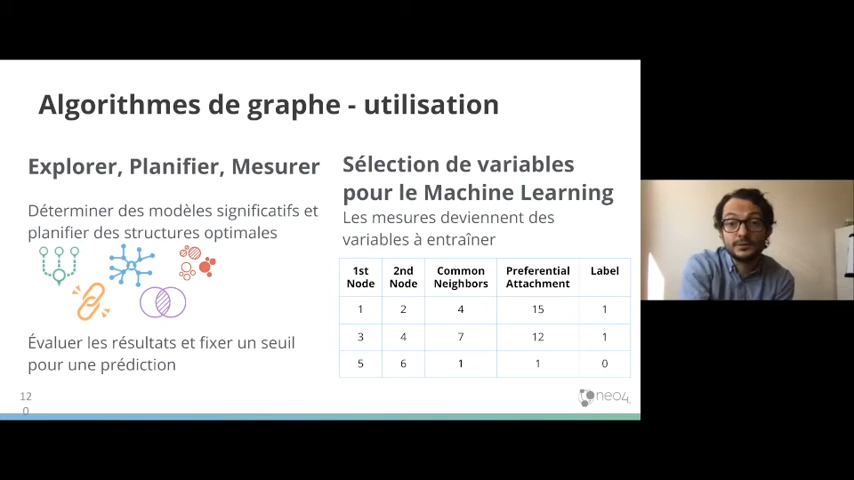 Algorithmes de graphe - utilisation
Explorer, Planifier, Mesurer
Déterminer des modèles significatifs et
planifier des structures optimales
Évaluer les résultats et fixer un seuil
pour une prédiction
Sélection de variables
pour le Machine Learning
Les mesures deviennent des
variables à entraîner
1st Node 2nd Node Common Neighbors Preferential Attachment Label
1 2 4 15 1
3 4 7 12 1
5 6 1 1 0
12
0
neo4j